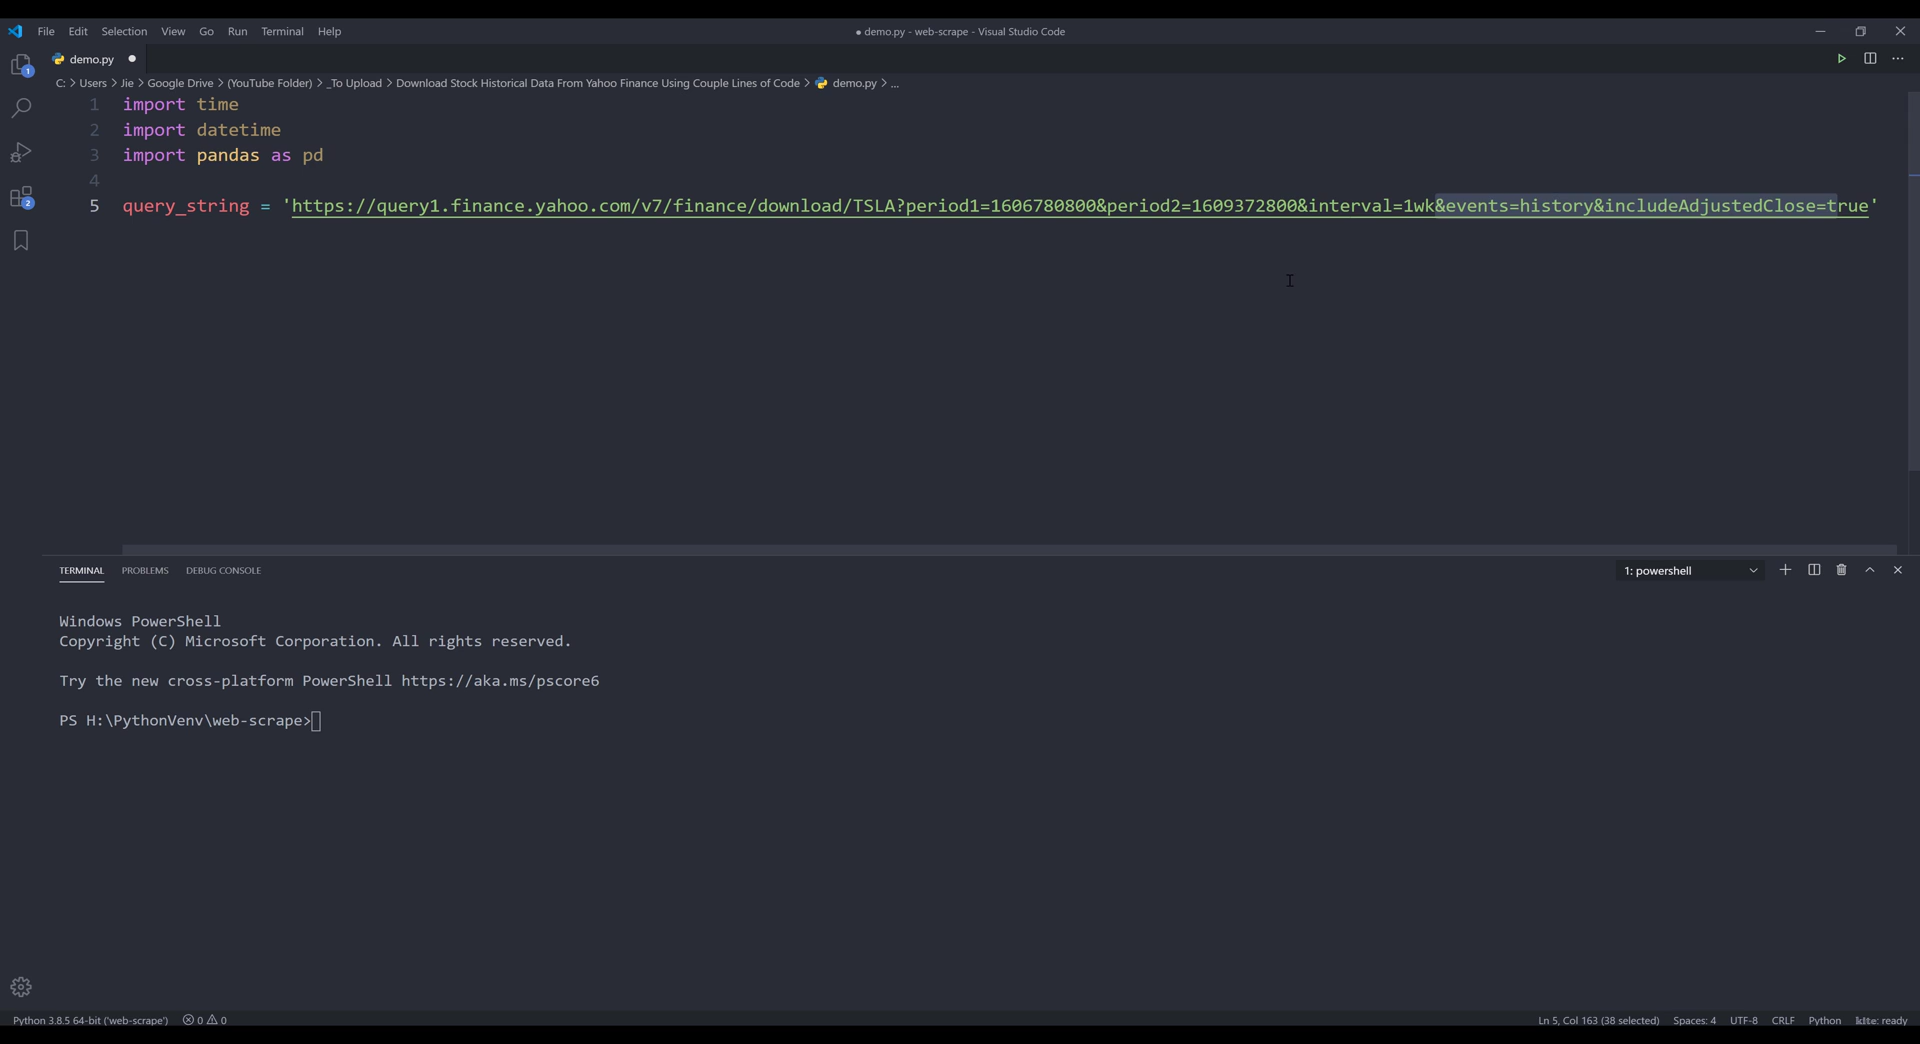 File Edit Selection View Go Run Terminal Help
● demo.py - web-scrape - Visual Studio Code
demo.py ●
C: > Users > Jie > Google Drive > (YouTube Folder) > _To Upload > Download Stock Historical Data From Yahoo Finance Using Couple Lines of Code > demo.py > ...
1 import time
2 import datetime
3 import pandas as pd
4
5 query_string = 'https://query1.finance.yahoo.com/v7/finance/download/TSLA?period1=1606780800&period2=1609372800&interval=1wk&events=history&includeAdjustedClose=true'
1
2
TERMINAL PROBLEMS DEBUG CONSOLE
1: powershell
Windows PowerShell
Copyright (C) Microsoft Corporation. All rights reserved.
Try the new cross-platform PowerShell https://aka.ms/pscore6
PS H:\PythonVenv\web-scrape>
Python 3.8.5 64-bit ('web-scrape') 0 0
Ln 5, Col 163 (38 selected) Spaces: 4 UTF-8 CRLF Python kite: ready